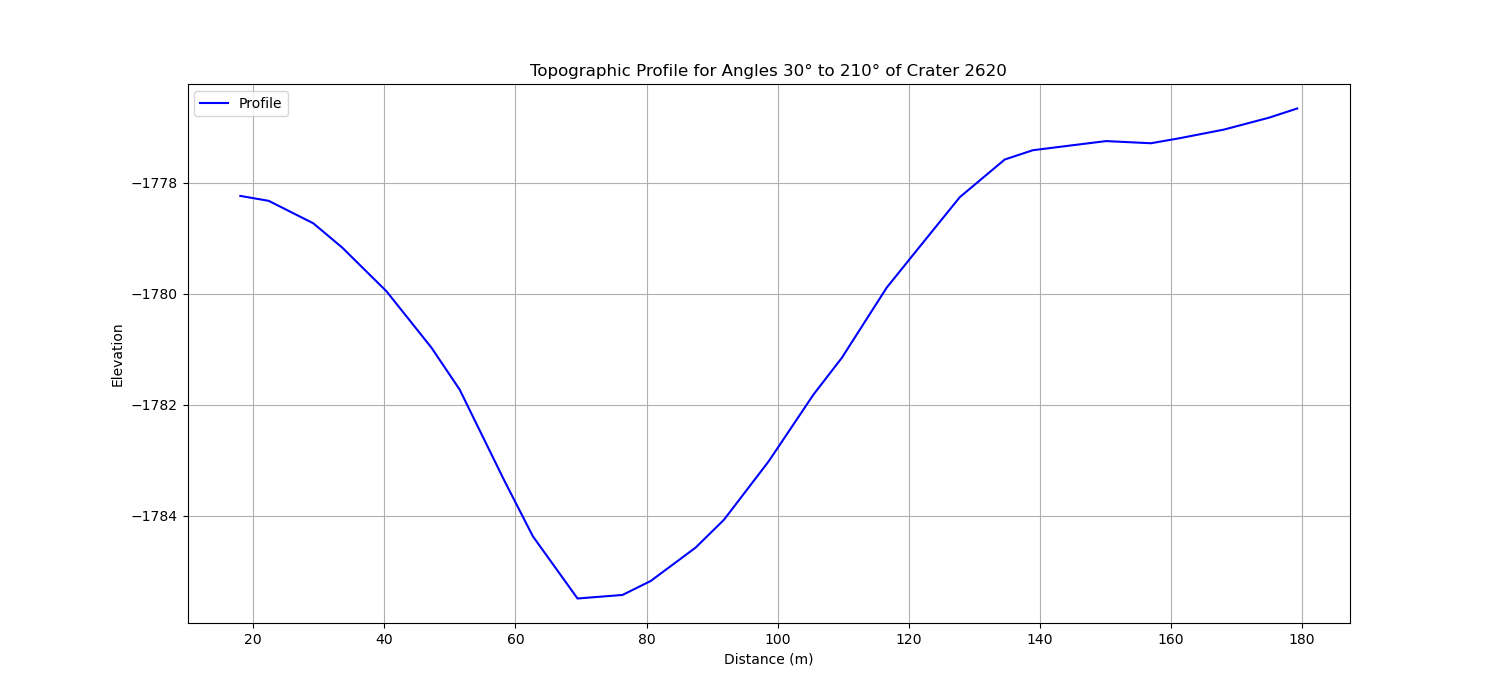 Topographic Profile for Angles 30° to 210° of Crater 2620
Profile
−1778
−1780
−1782
−1784
Elevation
20 40 60 80 100 120 140 160 180
Distance (m)